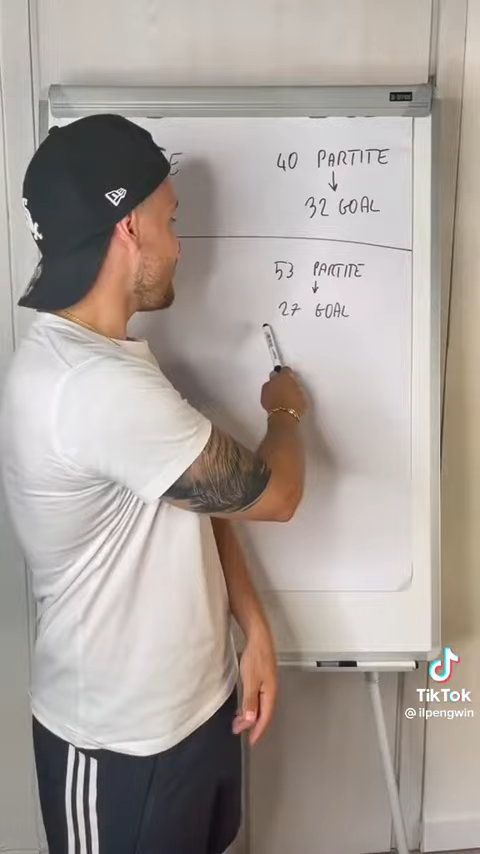 40 PARTITE
32 GOAL
53 PARTITE
27 GOAL
TikTok
@ilpengwin